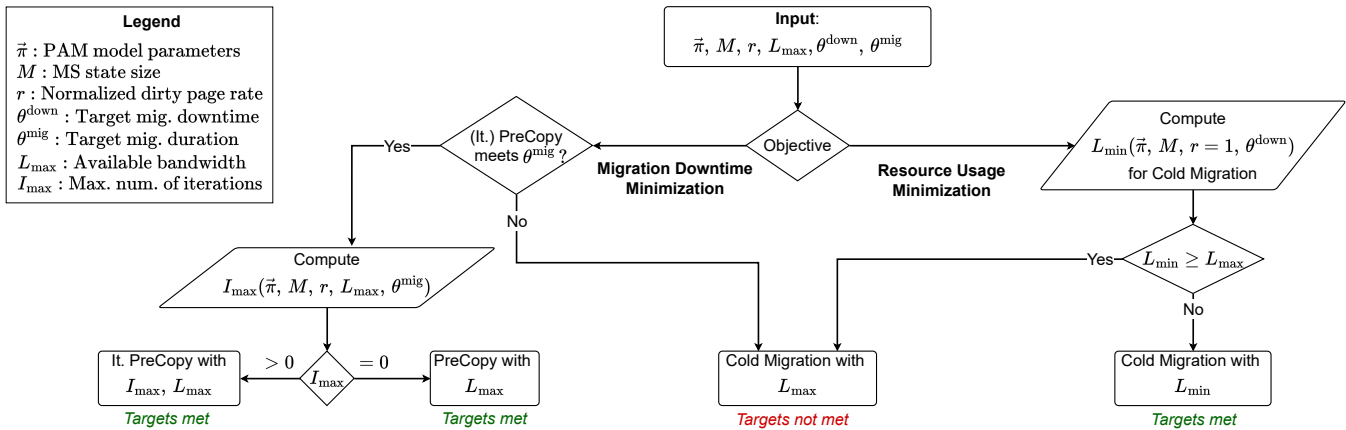 Legend
π⃗ : PAM model parameters
M : MS state size
r : Normalized dirty page rate
θ^down : Target mig. downtime
θ^mig : Target mig. duration
L_max : Available bandwidth
I_max : Max. num. of iterations
Input:
π⃗, M, r, L_max, θ^down, θ^mig
Objective
Migration Downtime
Minimization
Resource Usage
Minimization
(It.) PreCopy
meets θ^mig ?
Yes
No
Compute
I_max(π⃗, M, r, L_max, θ^mig)
I_max
> 0
= 0
It. PreCopy with
I_max, L_max
Targets met
PreCopy with
L_max
Targets met
Compute
L_min(π⃗, M, r = 1, θ^down)
for Cold Migration
L_min ≥ L_max
Yes
No
Cold Migration with
L_max
Targets not met
Cold Migration with
L_min
Targets met